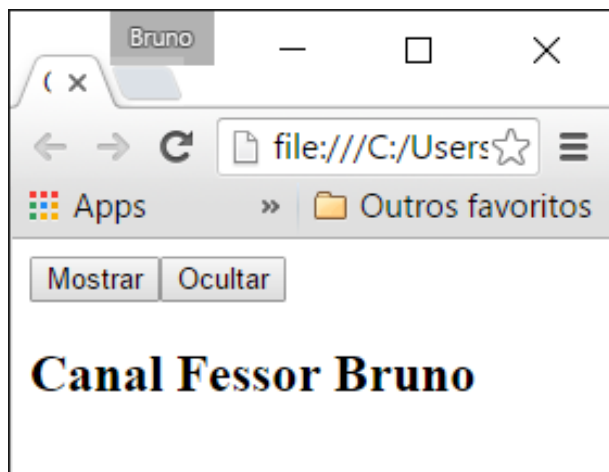 Bruno
(
file:///C:/Users
Apps » Outros favoritos
Mostrar Ocultar
Canal Fessor Bruno